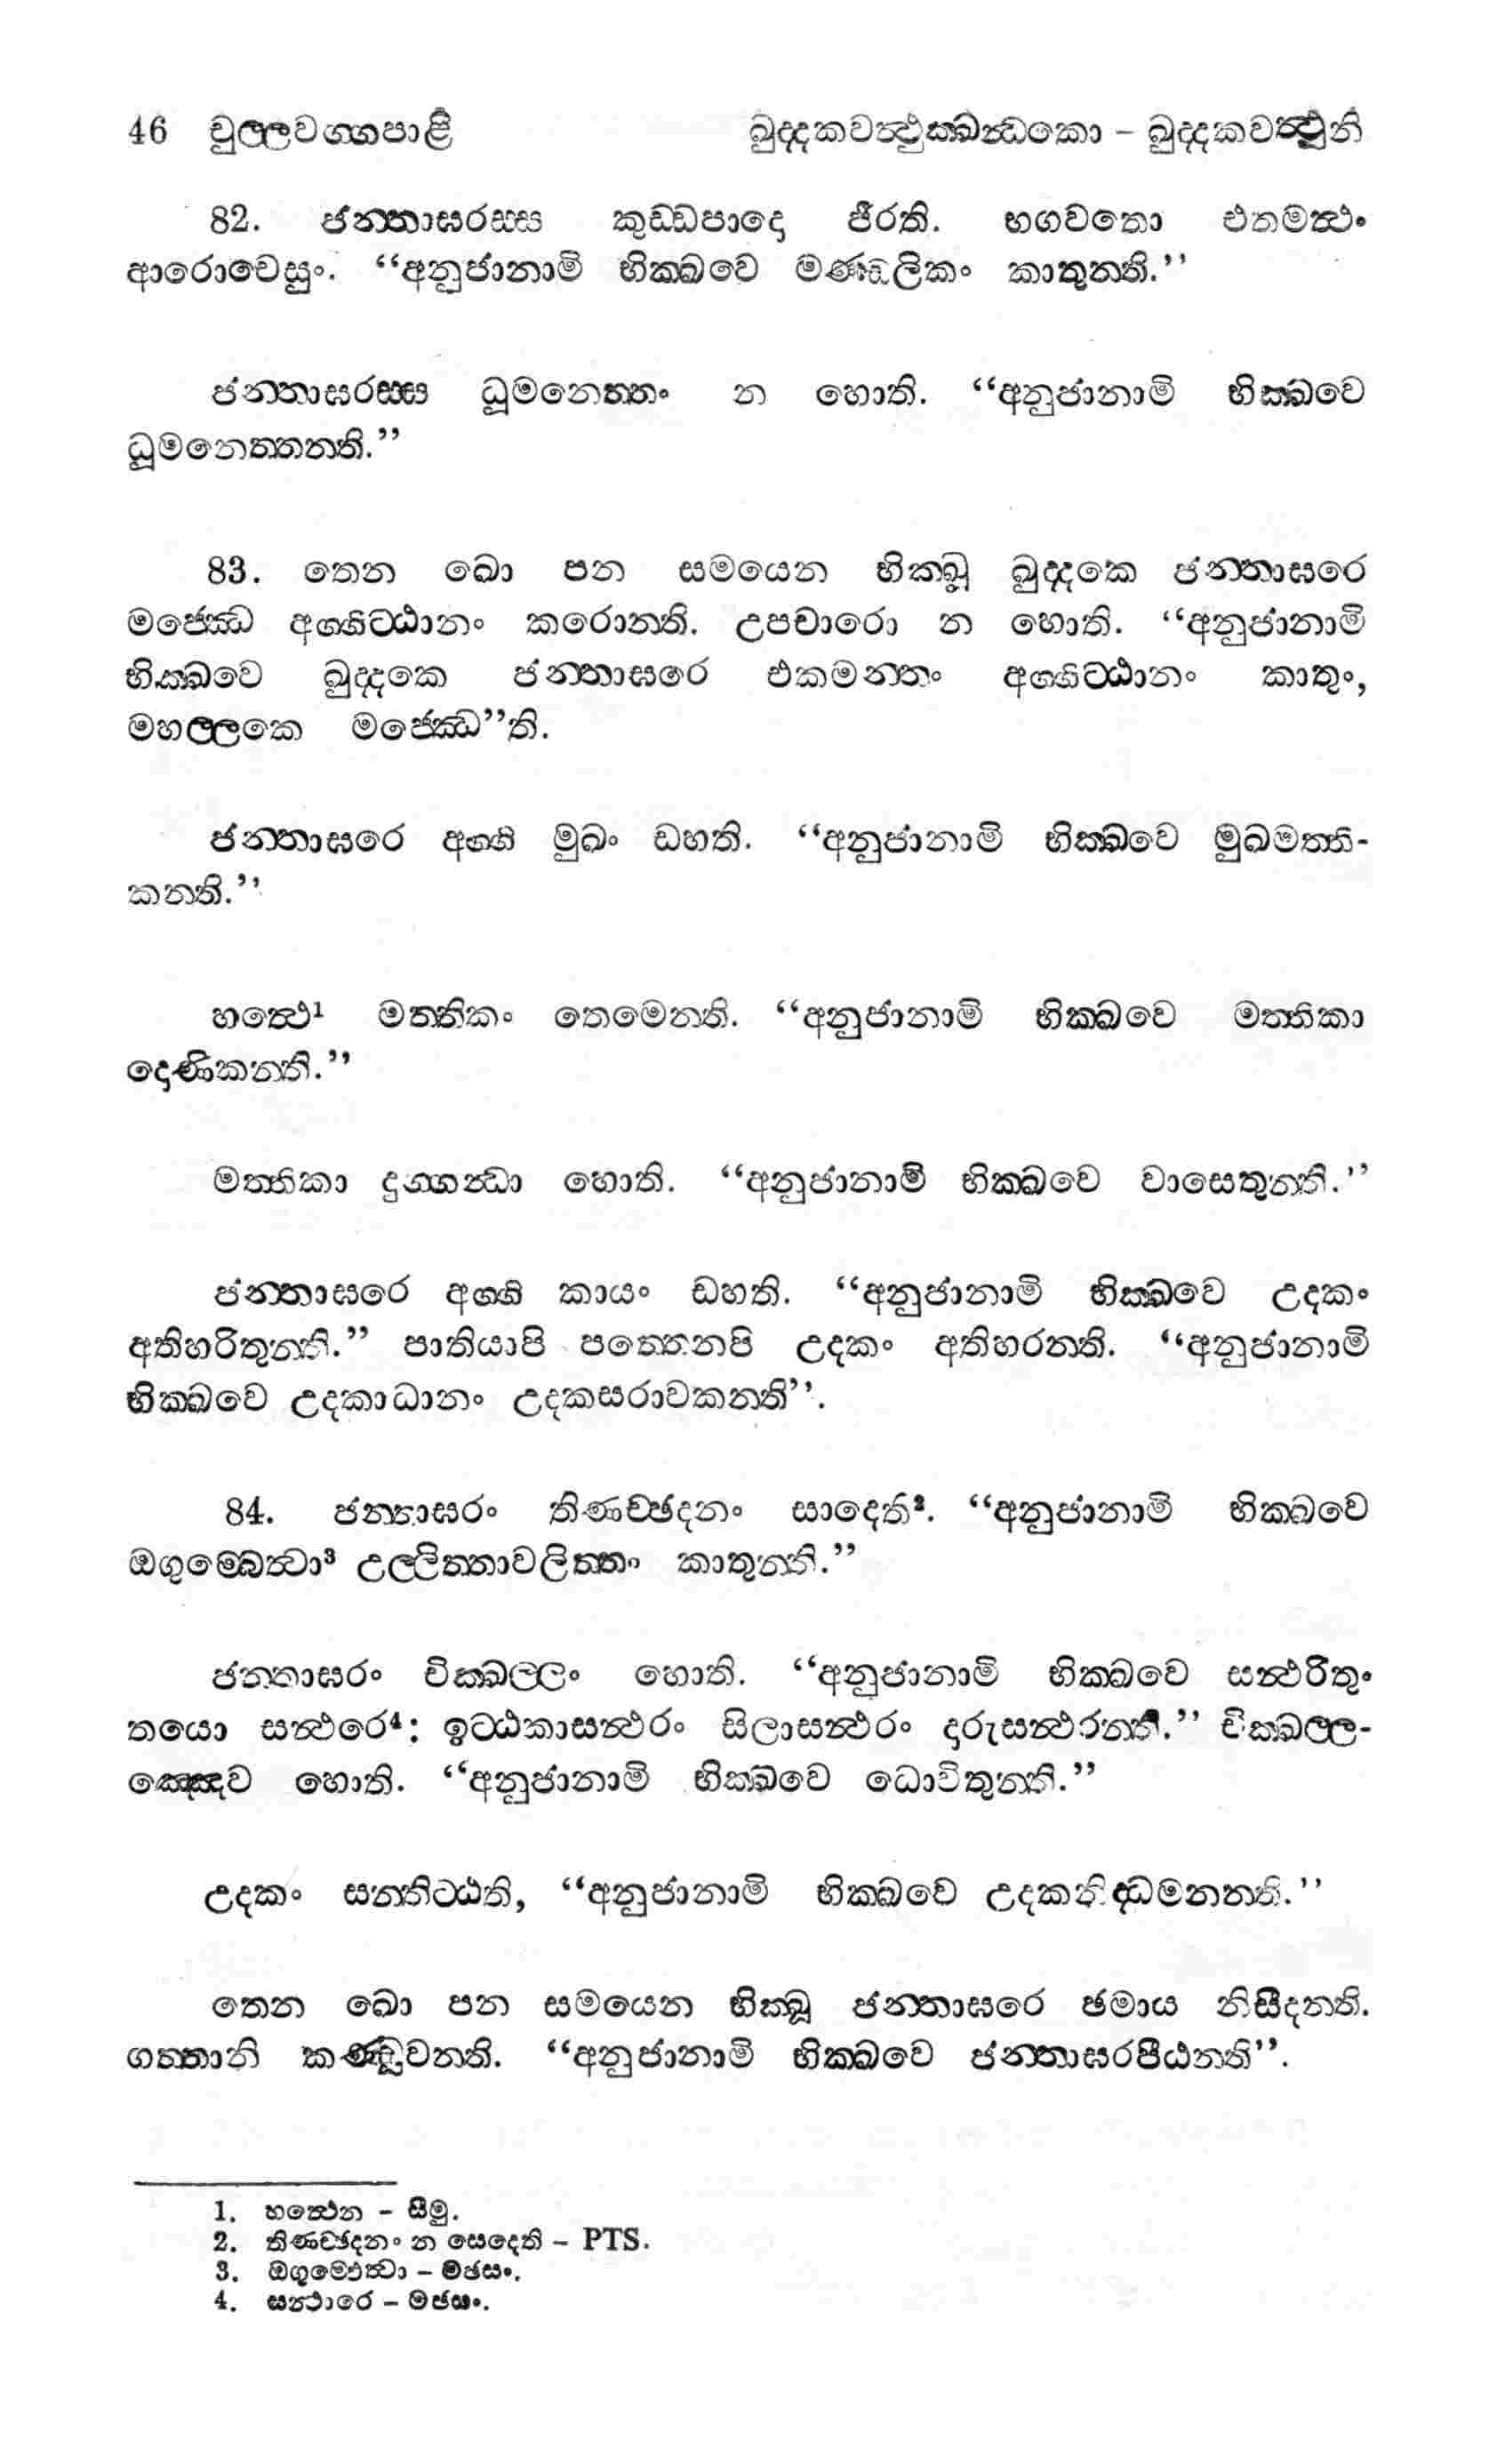 46 චුල්ලවග්ගපාළි ඛුද්දකවත්ථුක්ඛන්ධකො – ඛුද්දකවත්ථූනි
82. ජන්තාඝරස්ස කුඩ්ඩපාදො ජීරති. භගවතො එතමත්ථං
ආරොචෙසුං. “අනුජානාමි භික්ඛවෙ මණ්ඩලිකං කාතුන්ති.”
ජන්තාඝරස්ස ධූමනෙත්තං න හොති. “අනුජානාමි භික්ඛවෙ
ධූමනෙත්තන්ති.”
83. තෙන ඛො පන සමයෙන භික්ඛූ ඛුද්දකෙ ජන්තාඝරෙ
මජ්ඣෙ අග්ගිට්ඨානං කරොන්ති. උපචාරො න හොති. “අනුජානාමි
භික්ඛවෙ ඛුද්දකෙ ජන්තාඝරෙ එකමන්තං අග්ගිට්ඨානං කාතුං,
මහල්ලකෙ මජ්ඣෙ”ති.
ජන්තාඝරෙ අග්ගි මුඛං ඩහති. “අනුජානාමි භික්ඛවෙ මුඛමත්ති-
කන්ති.”
හත්ථෙ¹ මත්තිකං තෙමෙන්ති. “අනුජානාමි භික්ඛවෙ මත්තිකා
දොණිකන්ති.”
මත්තිකා දුග්ගන්ධා හොති. “අනුජානාමි භික්ඛවෙ වාසෙතුන්ති.”
ජන්තාඝරෙ අග්ගි කායං ඩහති. “අනුජානාමි භික්ඛවෙ උදකං
අතිහරිතුන්ති.” පාතියාපි පත්තෙනපි උදකං අතිහරන්ති. “අනුජානාමි
භික්ඛවෙ උදකාධානං උදකසරාවකන්ති”.
84. ජන්තාඝරං තිණච්ඡදනං සාදෙති². “අනුජානාමි භික්ඛවෙ
ඔගුම්බෙත්වා³ උල්ලිත්තාවලිත්තං කාතුන්ති.”
ජන්තාඝරං චික්ඛල්ලං හොති. “අනුජානාමි භික්ඛවෙ සන්ථරිතුං
තයො සන්ථරෙ⁴: ඉට්ඨකාසන්ථරං සිලාසන්ථරං දාරුසන්ථරන්ති.” චික්ඛල්ල-
ඤ්ඤෙව හොති. “අනුජානාමි භික්ඛවෙ ධොවිතුන්ති.”
උදකං සන්තිට්ඨති, “අනුජානාමි භික්ඛවෙ උදකනිද්ධමනන්ති.”
තෙන ඛො පන සමයෙන භික්ඛූ ජන්තාඝරෙ ඡමාය නිසීදන්ති.
ගත්තානි කණ්ඩුවන්ති. “අනුජානාමි භික්ඛවෙ ජන්තාඝරපීඨන්ති”.
1. හත්ථෙන – සීමු.
2. තිණච්ඡදනං න සෙදෙති – PTS.
3. ඔගුම්ඵෙත්වා – මඡසං.
4. සන්ථාරෙ – මඡසං.